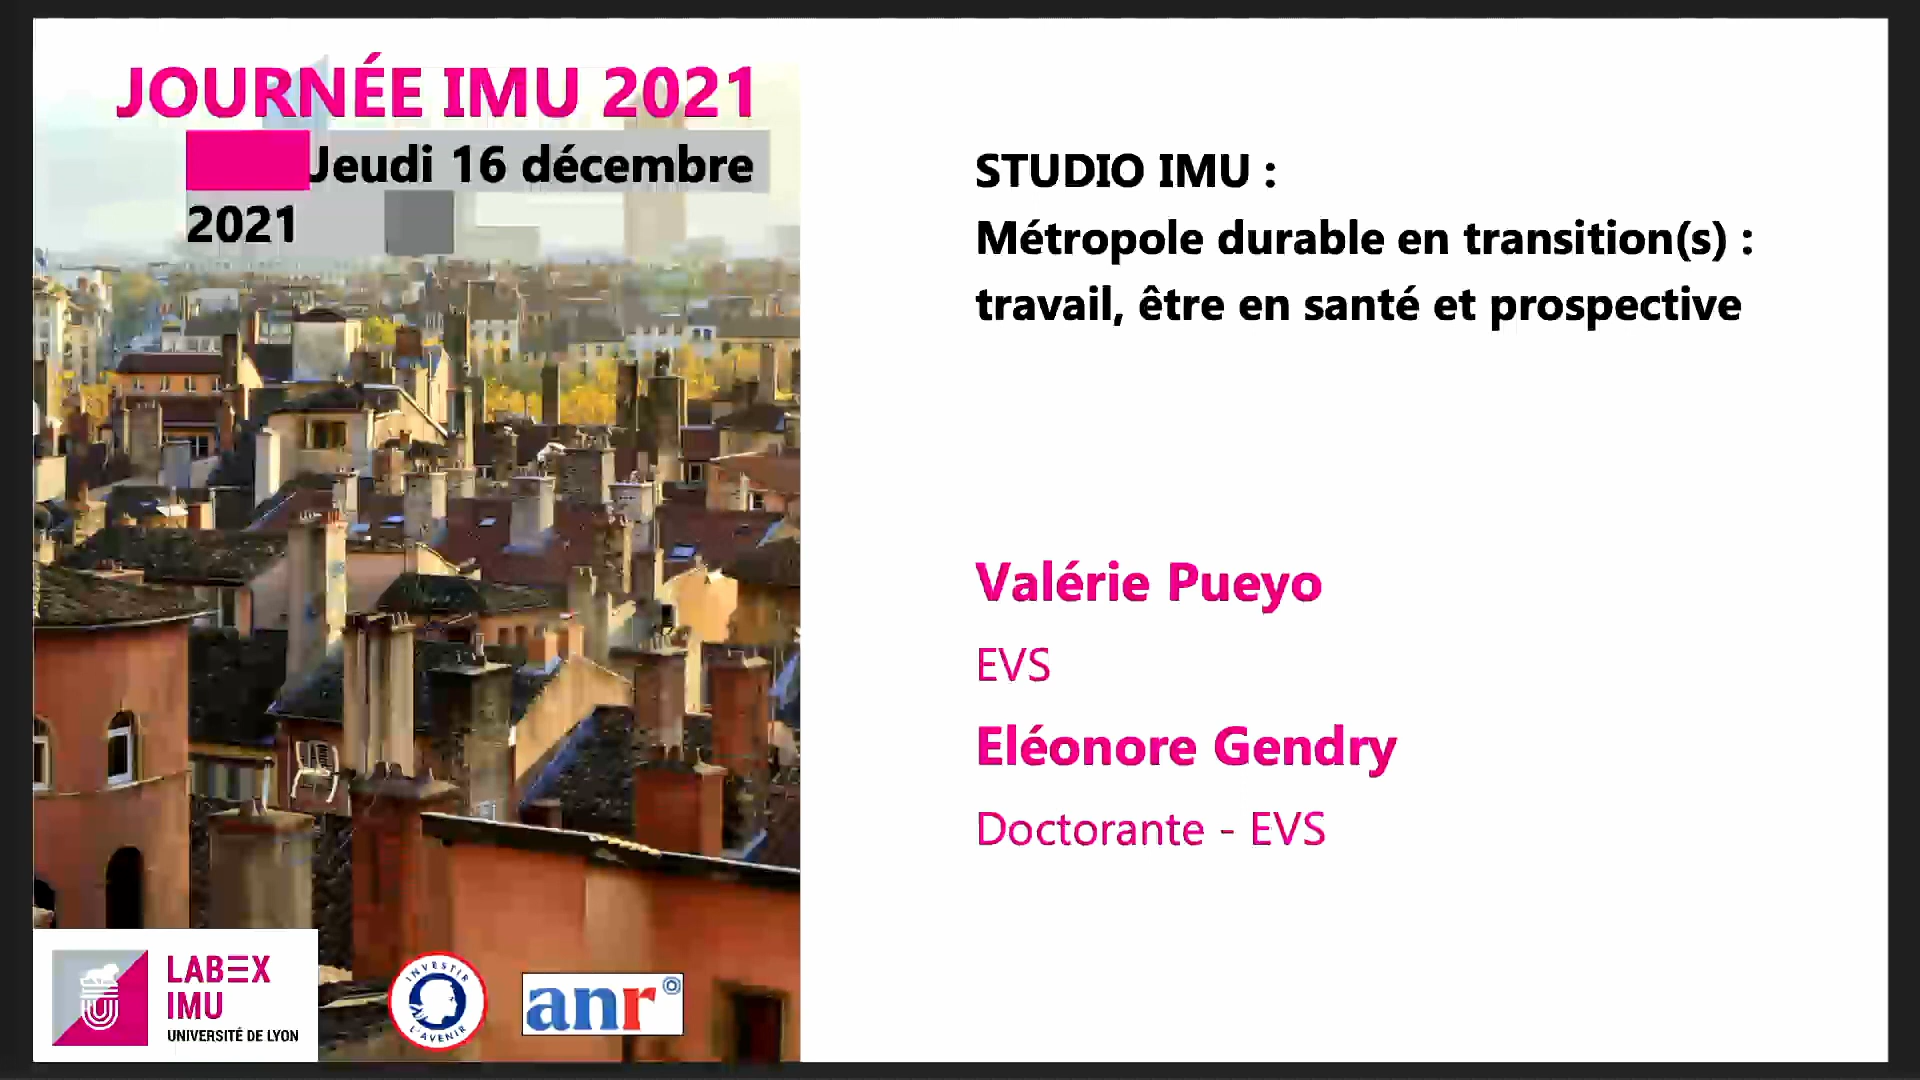 JOURNÉE IMU 2021
Jeudi 16 décembre
2021
STUDIO IMU :
Métropole durable en transition(s) :
travail, être en santé et prospective
Valérie Pueyo
EVS
Eléonore Gendry
Doctorante - EVS
LABEX
IMU
UNIVERSITÉ DE LYON
INVESTIR
L'AVENIR
anr